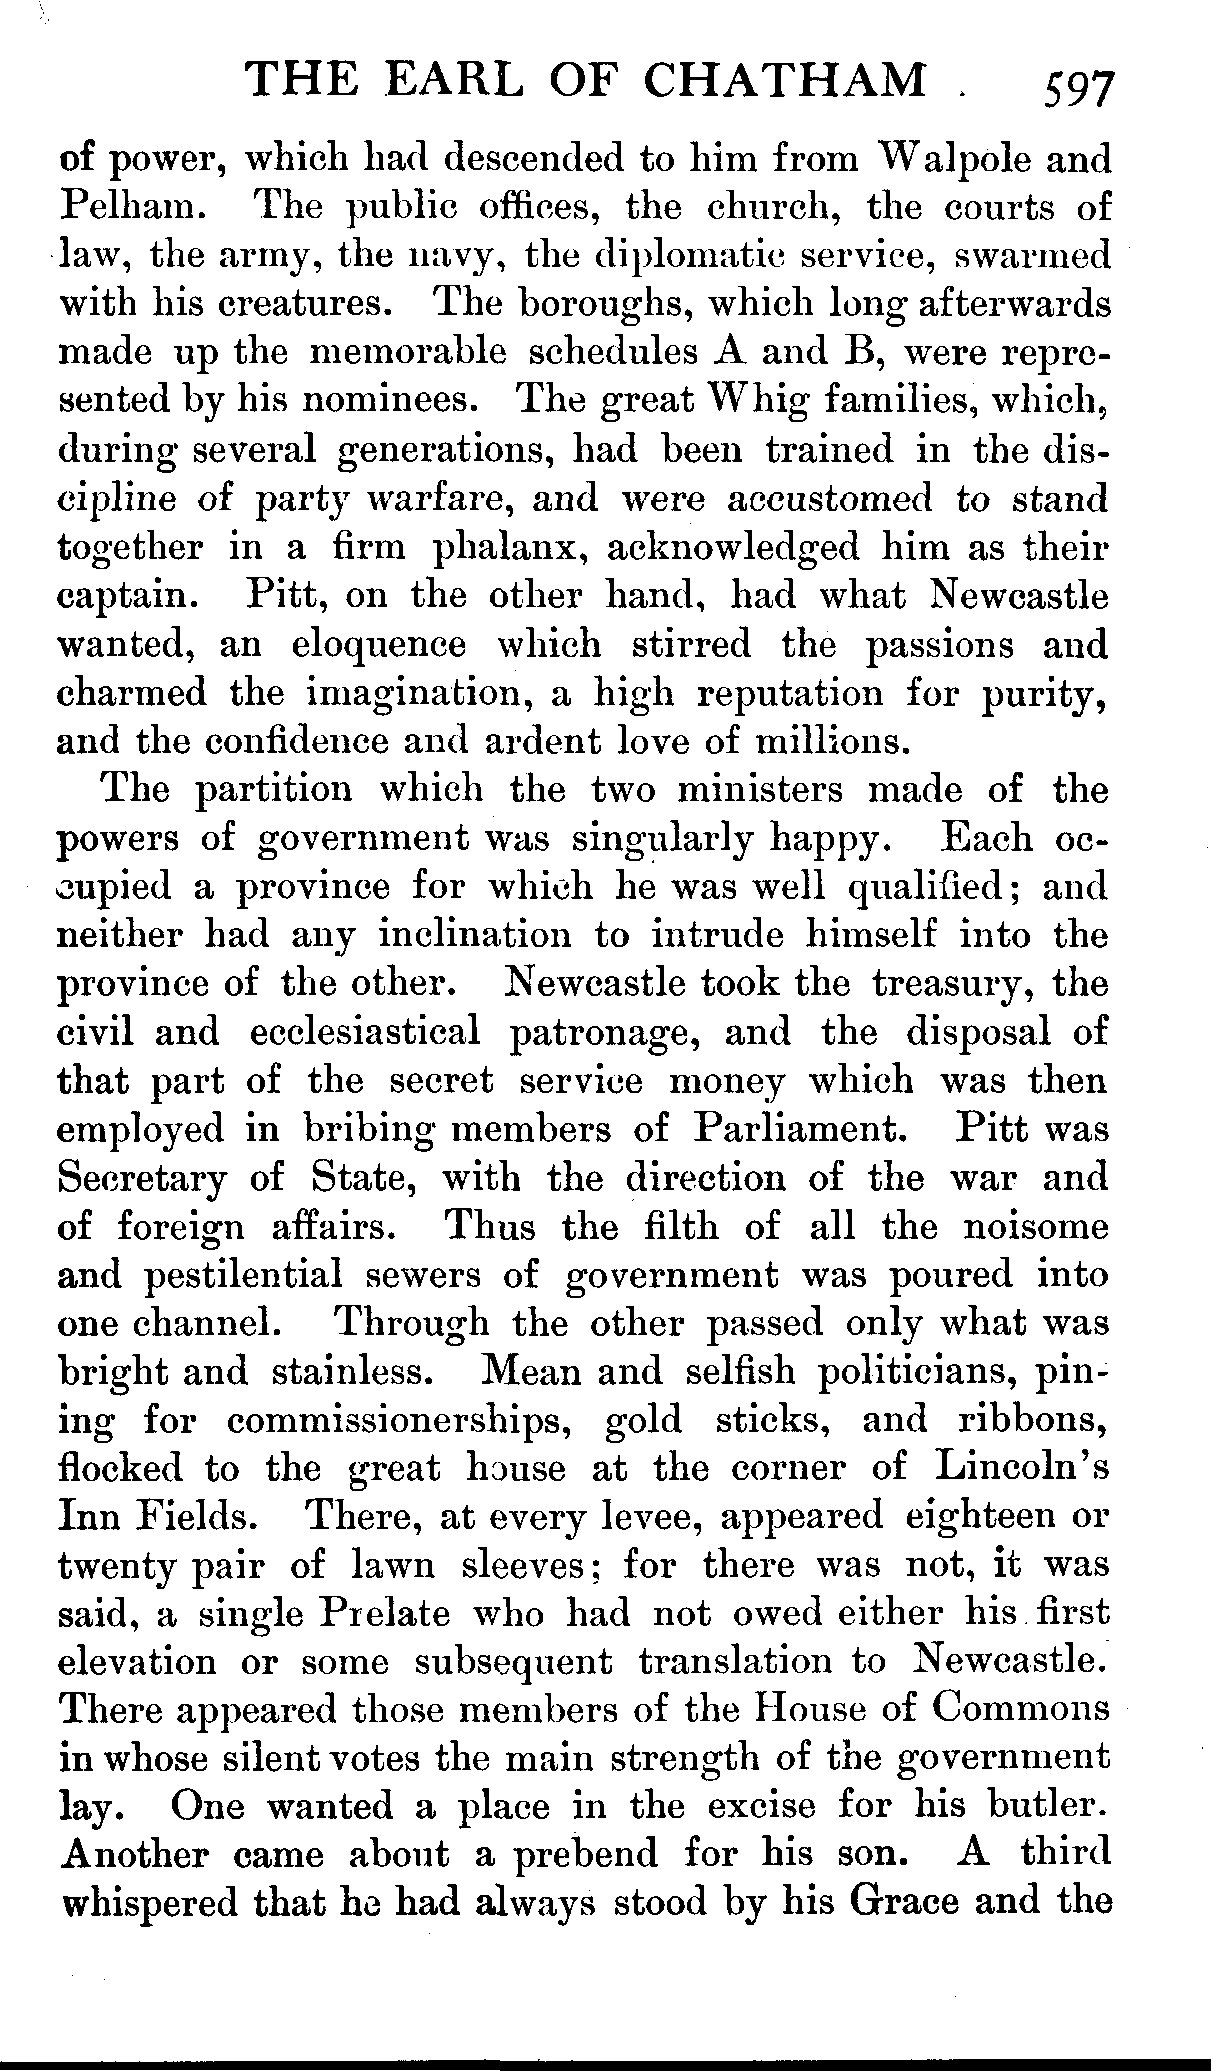 THE EARL OF CHATHAM 597
of power, which had descended to him from Walpole and
Pelham. The public offices, the church, the courts of
law, the army, the navy, the diplomatic service, swarmed
with his creatures. The boroughs, which long afterwards
made up the memorable schedules A and B, were repre-
sented by his nominees. The great Whig families, which,
during several generations, had been trained in the dis-
cipline of party warfare, and were accustomed to stand
together in a firm phalanx, acknowledged him as their
captain. Pitt, on the other hand, had what Newcastle
wanted, an eloquence which stirred the passions and
charmed the imagination, a high reputation for purity,
and the confidence and ardent love of millions.
The partition which the two ministers made of the
powers of government was singularly happy. Each oc-
cupied a province for which he was well qualified; and
neither had any inclination to intrude himself into the
province of the other. Newcastle took the treasury, the
civil and ecclesiastical patronage, and the disposal of
that part of the secret service money which was then
employed in bribing members of Parliament. Pitt was
Secretary of State, with the direction of the war and
of foreign affairs. Thus the filth of all the noisome
and pestilential sewers of government was poured into
one channel. Through the other passed only what was
bright and stainless. Mean and selfish politicians, pin-
ing for commissionerships, gold sticks, and ribbons,
flocked to the great house at the corner of Lincoln's
Inn Fields. There, at every levee, appeared eighteen or
twenty pair of lawn sleeves; for there was not, it was
said, a single Prelate who had not owed either his first
elevation or some subsequent translation to Newcastle.
There appeared those members of the House of Commons
in whose silent votes the main strength of the government
lay. One wanted a place in the excise for his butler.
Another came about a prebend for his son. A third
whispered that he had always stood by his Grace and the